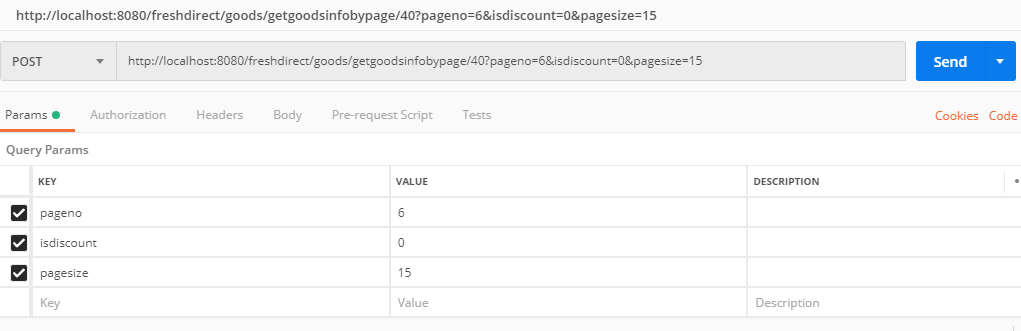 http://localhost:8080/freshdirect/goods/getgoodsinfobypage/40?pageno=6&isdiscount=0&pagesize=15
POST http://localhost:8080/freshdirect/goods/getgoodsinfobypage/40?pageno=6&isdiscount=0&pagesize=15 Send
Params Authorization Headers Body Pre-request Script Tests Cookies Code
Query Params
KEY VALUE DESCRIPTION
pageno 6
isdiscount 0
pagesize 15
Key Value Description